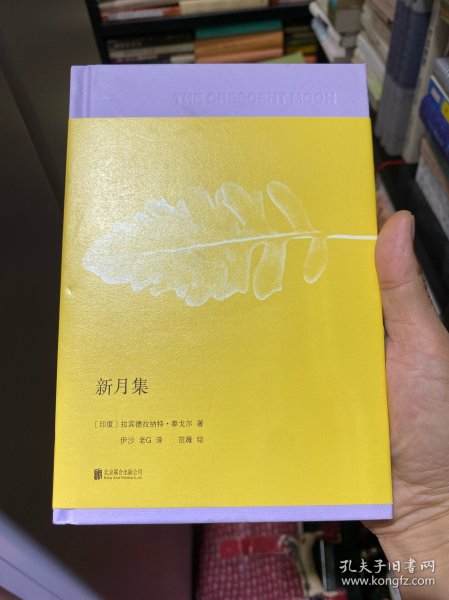 THE CRESCENT MOON
新月集
［印度］拉宾德拉纳特·泰戈尔 著
伊沙 老G 译 范薇 绘
北京联合出版公司
孔夫子旧书网
www.kongfz.com